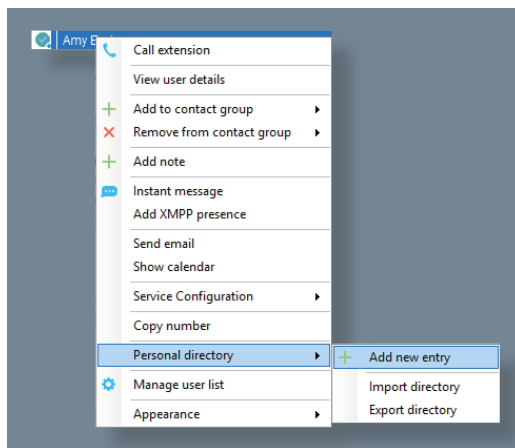 Amy
Call extension
View user details
Add to contact group
Remove from contact group
Add note
Instant message
Add XMPP presence
Send email
Show calendar
Service Configuration
Copy number
Personal directory
Add new entry
Manage user list
Import directory
Appearance
Export directory